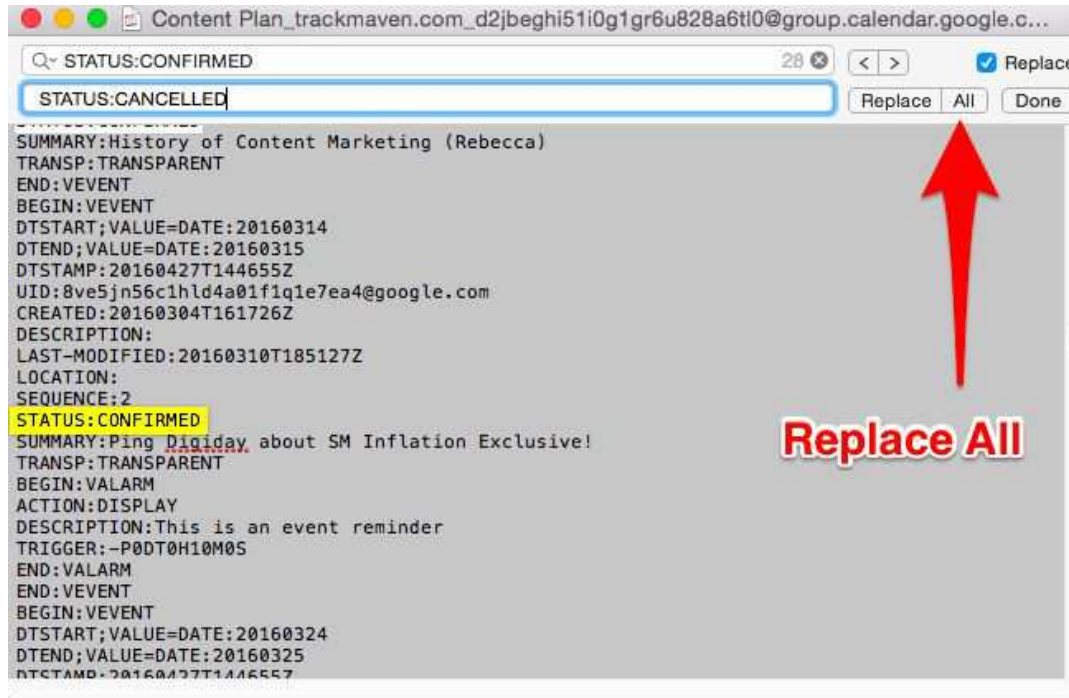 Content Plan_trackmaven.com_d2jbeghi51i0g1gr6u828a6tl0@group.calendar.google.c...
STATUS:CONFIRMED 28 < > Replace
STATUS:CANCELLED Replace All Done
STATUS:CONFIRMED
SUMMARY:History of Content Marketing (Rebecca)
TRANSP:TRANSPARENT
END:VEVENT
BEGIN:VEVENT
DTSTART;VALUE=DATE:20160314
DTEND;VALUE=DATE:20160315
DTSTAMP:20160427T144655Z
UID:8ve5jn56c1hld4a01f1q1e7ea4@google.com
CREATED:20160304T161726Z
DESCRIPTION:
LAST-MODIFIED:20160310T185127Z
LOCATION:
SEQUENCE:2
STATUS:CONFIRMED
SUMMARY:Ping Digiday about SM Inflation Exclusive!
TRANSP:TRANSPARENT
BEGIN:VALARM
ACTION:DISPLAY
DESCRIPTION:This is an event reminder
TRIGGER:-P0DT0H10M0S
END:VALARM
END:VEVENT
BEGIN:VEVENT
DTSTART;VALUE=DATE:20160324
DTEND;VALUE=DATE:20160325
DTSTAMP:20160427T144655Z
Replace All